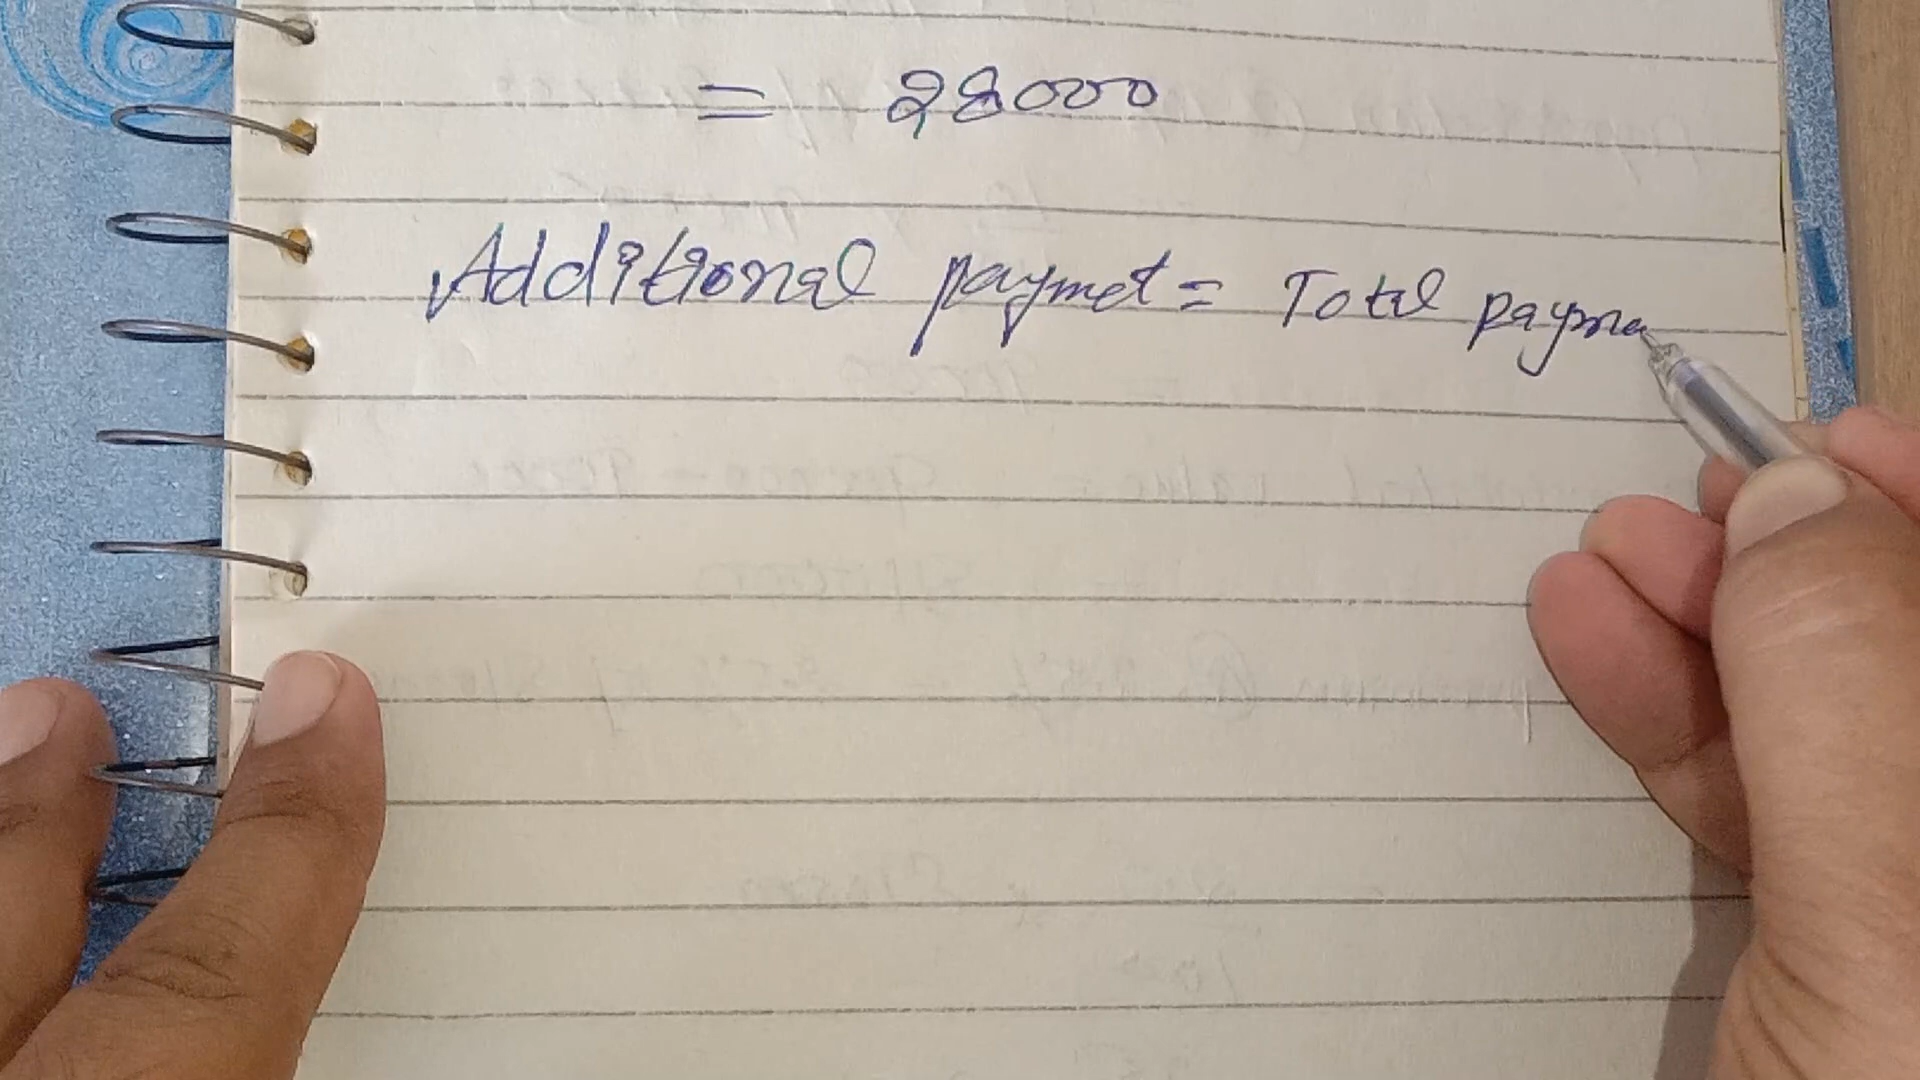 = 28000
Additional paymet = Total payme